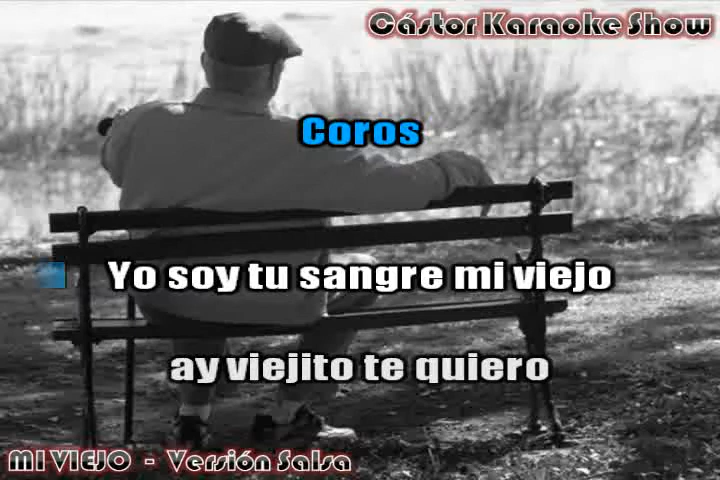 Cástor Karaoke Show
Coros
Yo soy tu sangre mi viejo
ay viejito te quiero
MI VIEJO - Versión Salsa